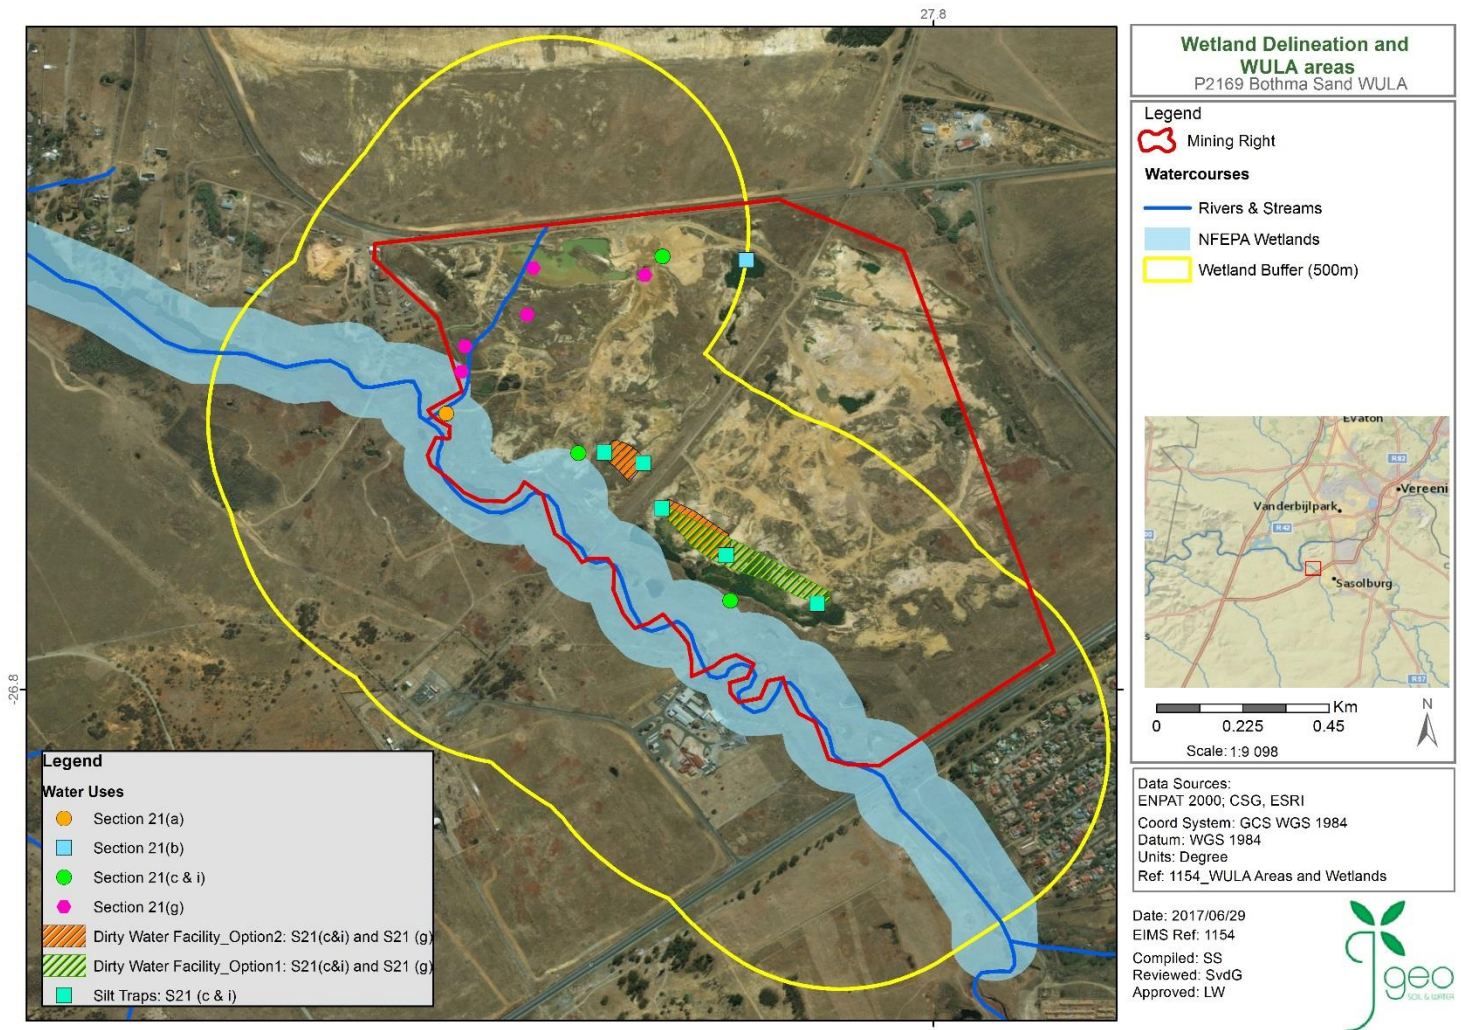 27.8
-26.8
Legend
Water Uses
Section 21(a)
Section 21(b)
Section 21(c & i)
Section 21(g)
Dirty Water Facility_Option2: S21(c&i) and S21 (g)
Dirty Water Facility_Option1: S21(c&i) and S21 (g)
Silt Traps: S21 (c & i)
Wetland Delineation and
WULA areas
P2169 Bothma Sand WULA
Legend
Mining Right
Watercourses
Rivers & Streams
NFEPA Wetlands
Wetland Buffer (500m)
Evaton
R82
Vereeni
Vanderbijlpark
R42
Sasolburg
R57
Km
0 0.225 0.45
N
Scale: 1:9 098
Data Sources:
ENPAT 2000; CSG, ESRI
Coord System: GCS WGS 1984
Datum: WGS 1984
Units: Degree
Ref: 1154_WULA Areas and Wetlands
Date: 2017/06/29
EIMS Ref: 1154
Compiled: SS
Reviewed: SvdG
Approved: LW
geo
SOIL & WATER